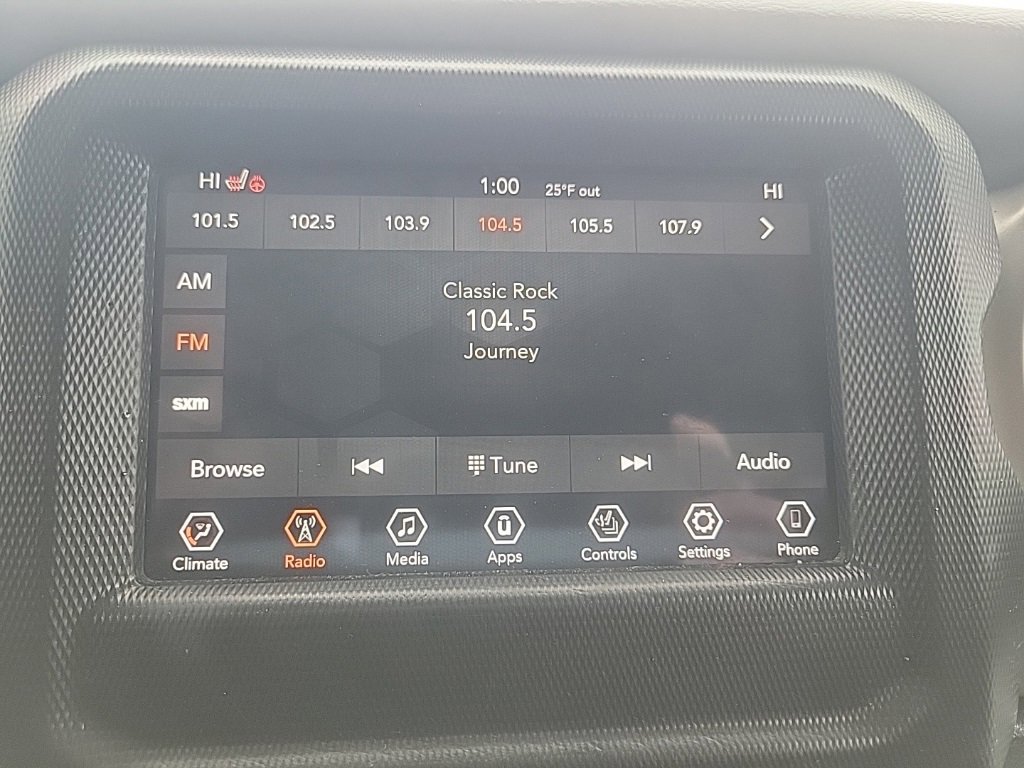 HI 1:00 25°F out HI
101.5 102.5 103.9 104.5 105.5 107.9
AM
Classic Rock
104.5
FM
Journey
sxm
Browse Tune Audio
Climate Radio Media Apps Controls Settings Phone